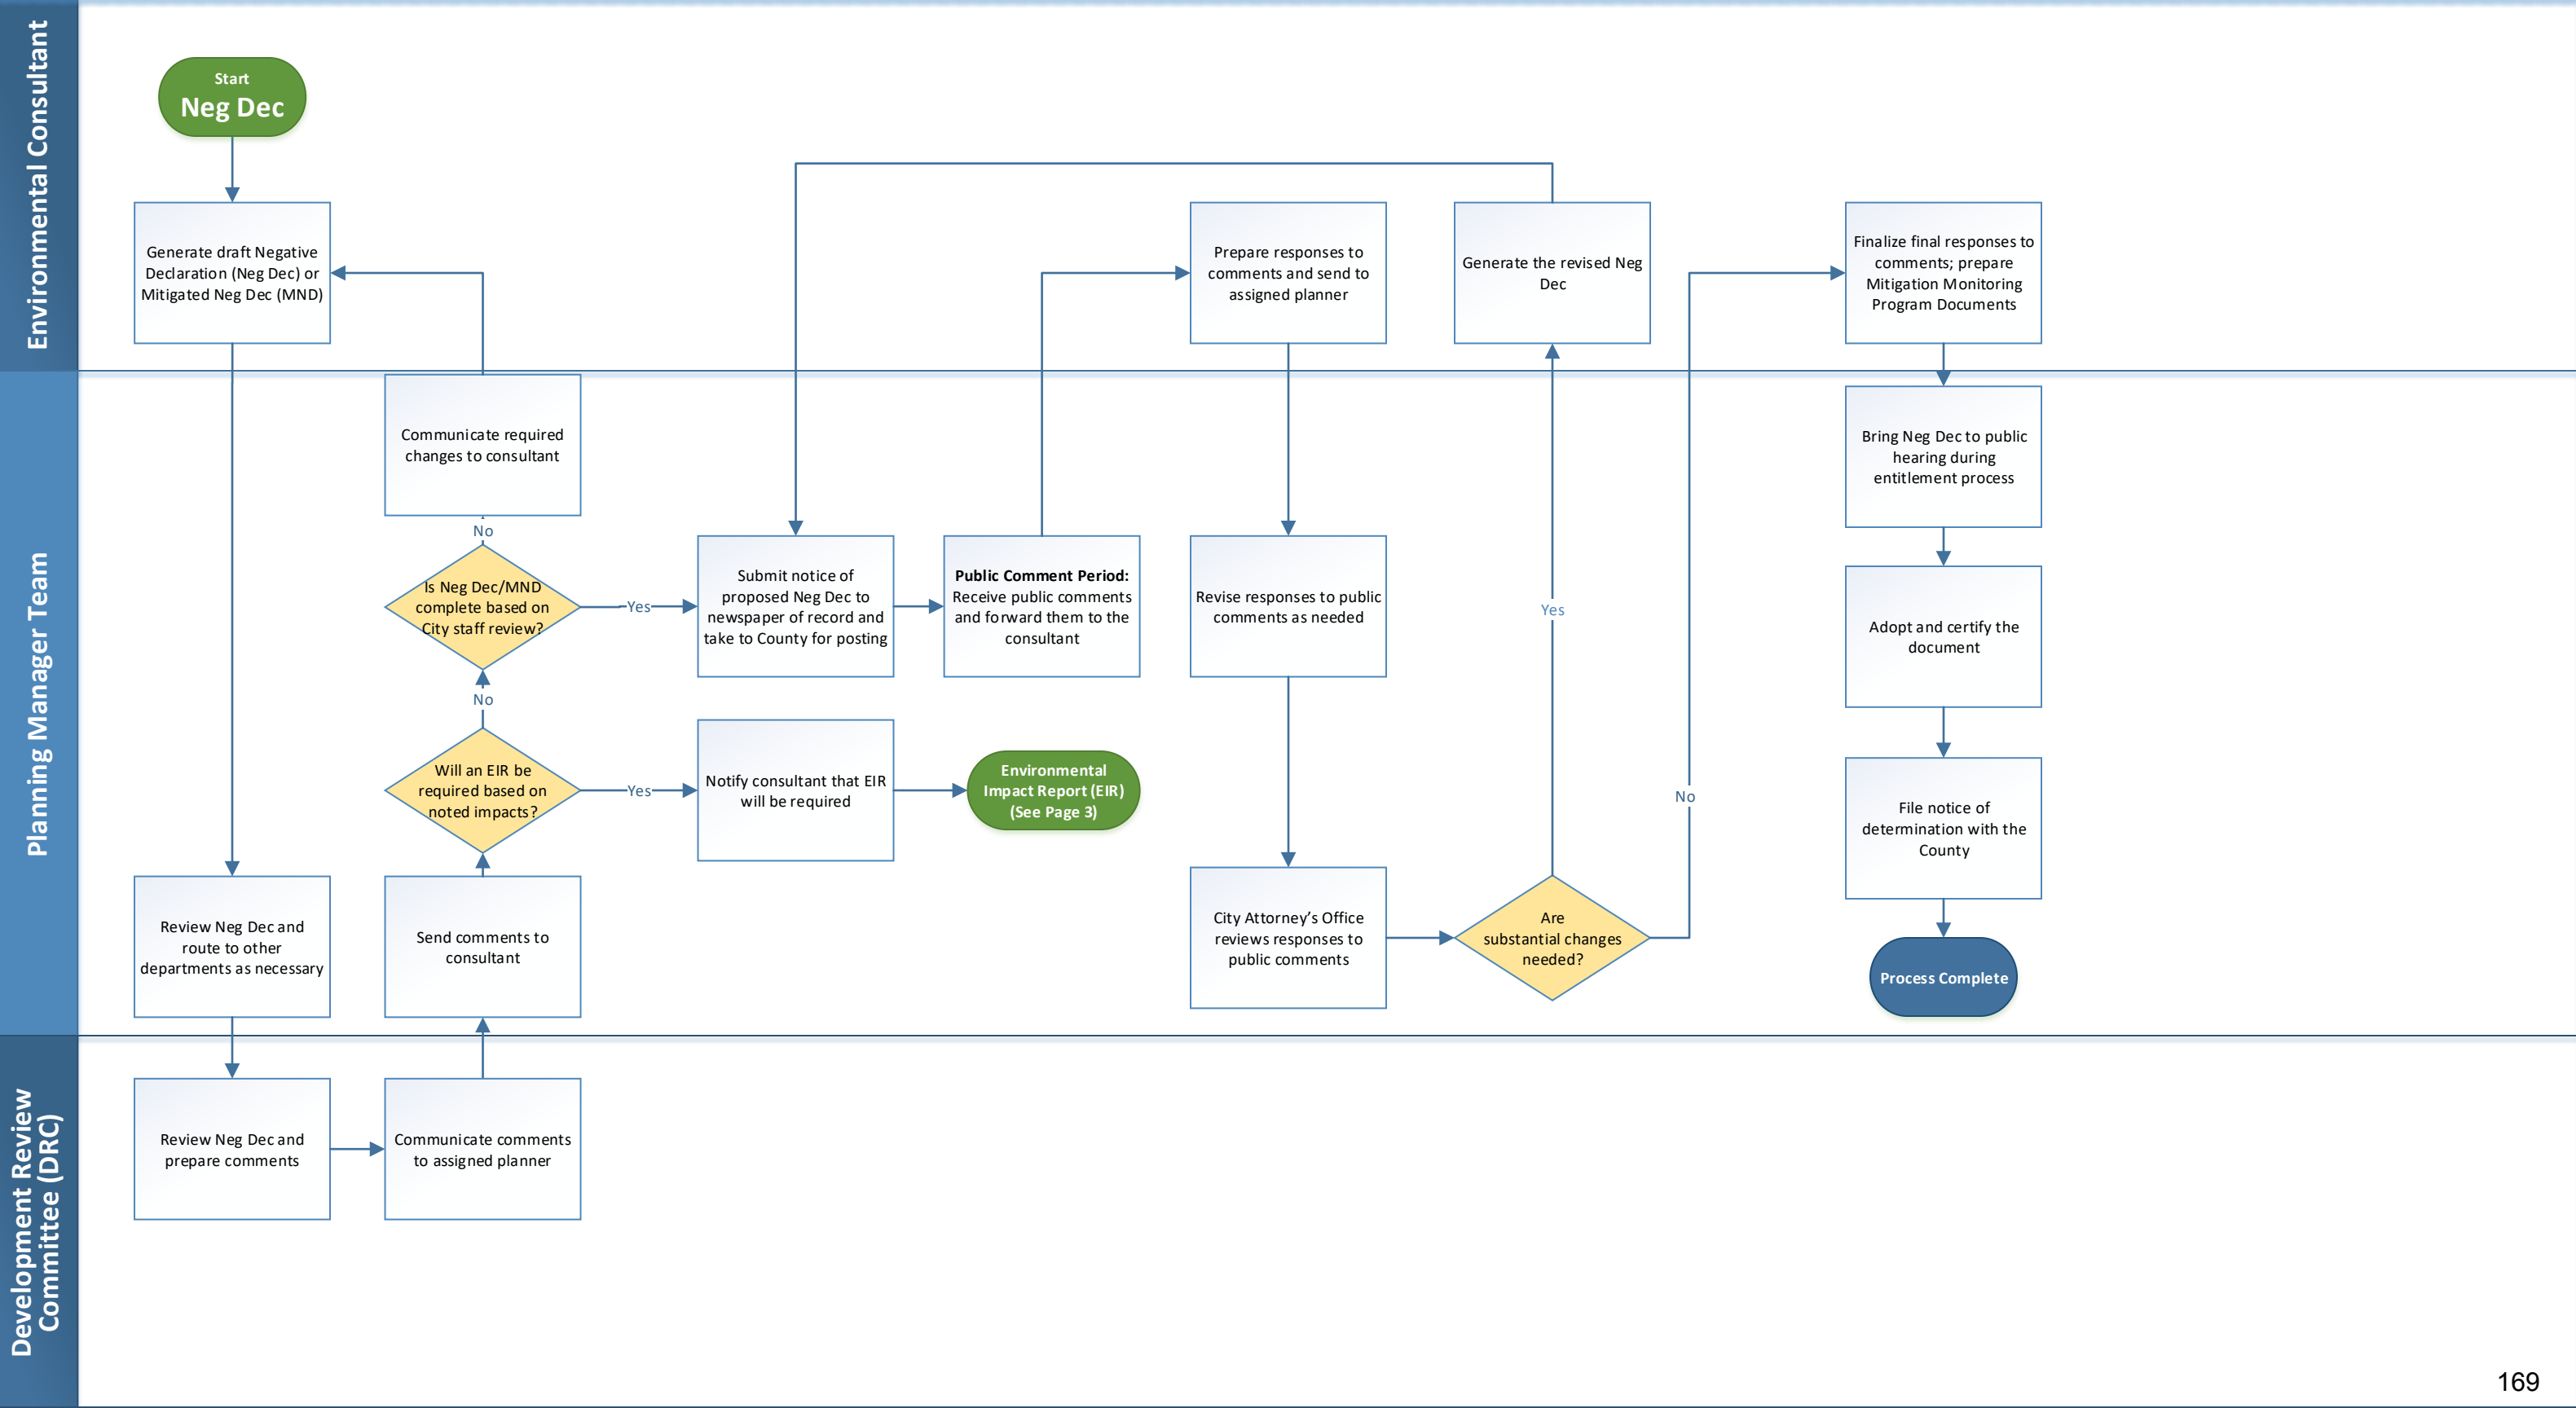 Environmental Consultant
Start
Neg Dec
Generate draft Negative
Declaration (Neg Dec) or
Mitigated Neg Dec (MND)
Prepare responses to
comments and send to
assigned planner
Generate the revised Neg
Dec
Finalize final responses to
comments; prepare
Mitigation Monitoring
Program Documents
Planning Manager Team
Communicate required
changes to consultant
No
Is Neg Dec/MND
complete based on
City staff review?
Yes
Submit notice of
proposed Neg Dec to
newspaper of record and
take to County for posting
Public Comment Period:
Receive public comments
and forward them to the
consultant
Revise responses to public
comments as needed
Yes
Bring Neg Dec to public
hearing during
entitlement process
Adopt and certify the
document
No
Will an EIR be
required based on
noted impacts?
Yes
Notify consultant that EIR
will be required
Environmental
Impact Report (EIR)
(See Page 3)
No
File notice of
determination with the
County
Review Neg Dec and
route to other
departments as necessary
Send comments to
consultant
City Attorney’s Office
reviews responses to
public comments
Are
substantial changes
needed?
Process Complete
Development Review
Committee (DRC)
Review Neg Dec and
prepare comments
Communicate comments
to assigned planner
169